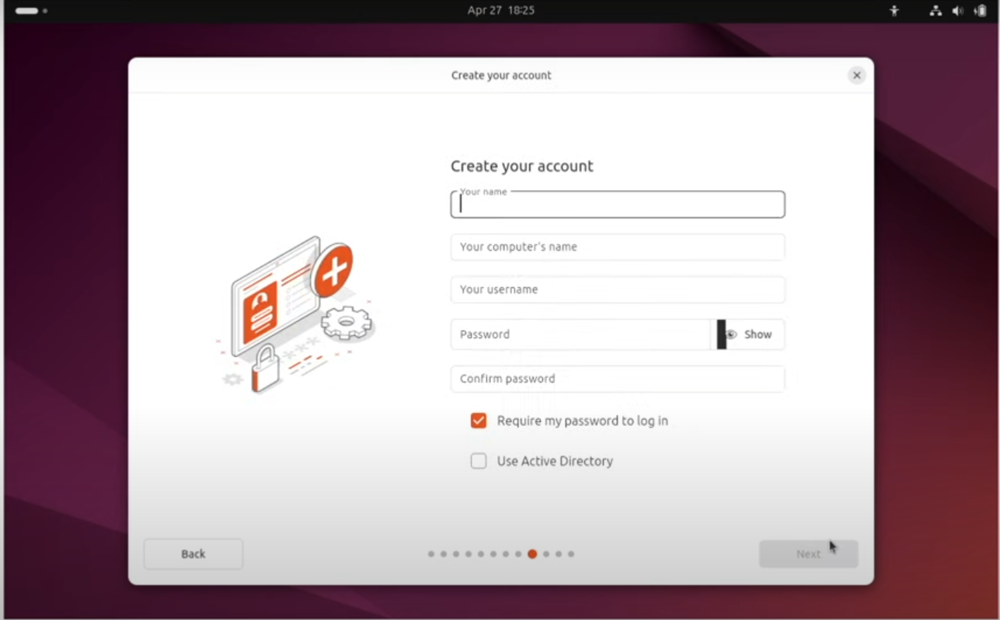 Apr 27 18:25
Create your account
Create your account
Your name
Your computer's name
Your username
Password
Show
Confirm password
Require my password to log in
Use Active Directory
Back
Next